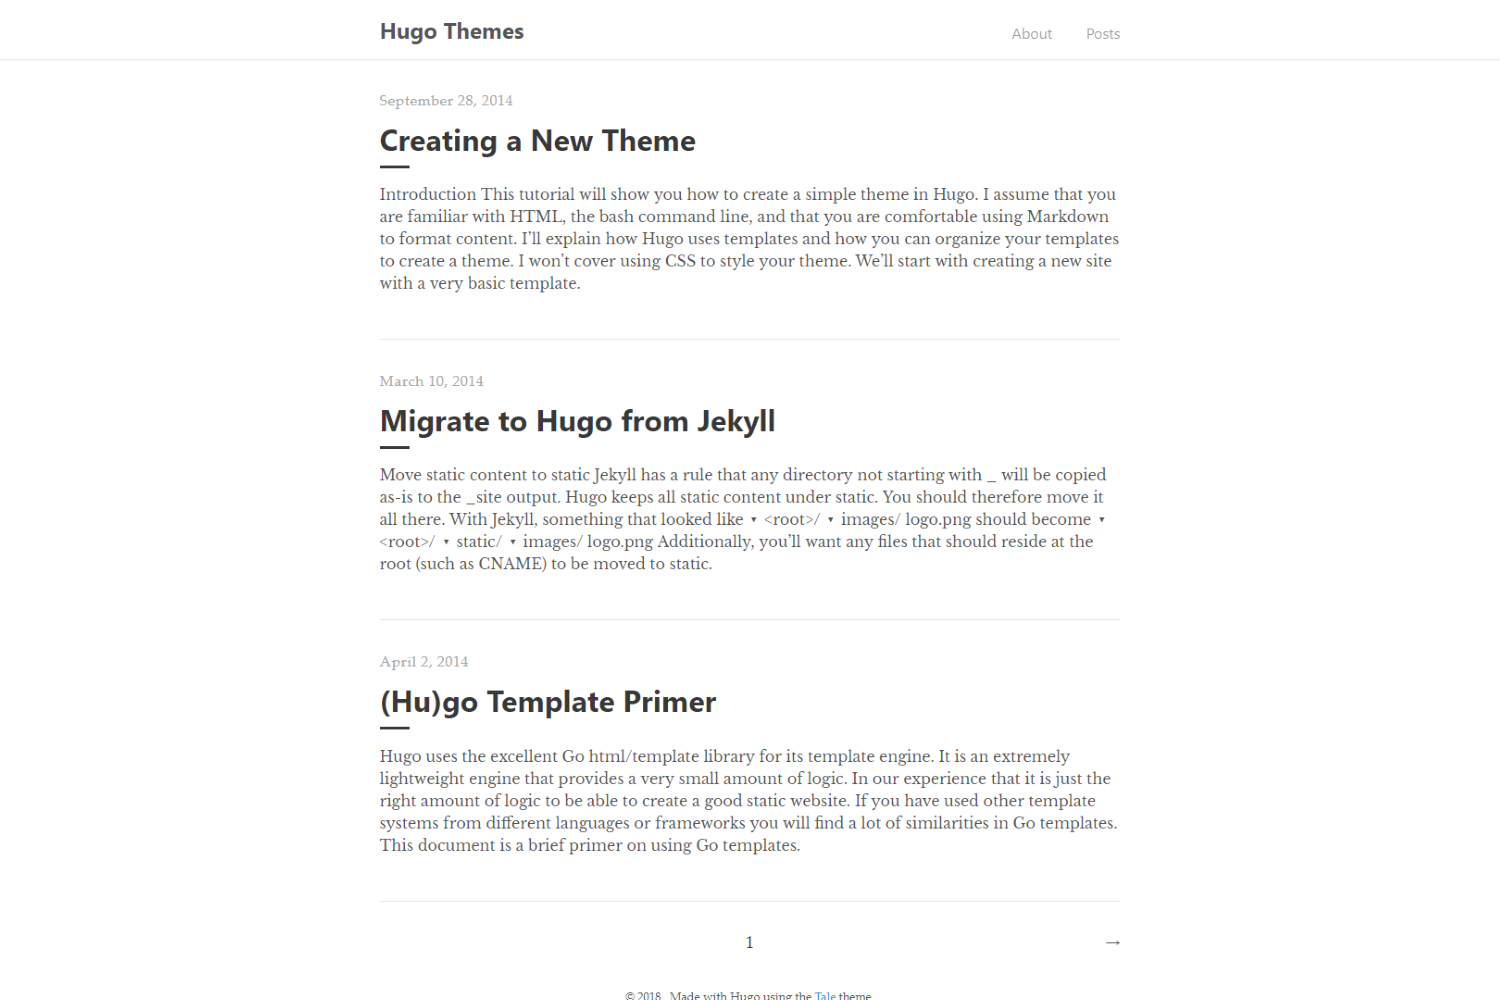 Hugo Themes
About Posts
September 28, 2014
Creating a New Theme
Introduction This tutorial will show you how to create a simple theme in Hugo. I assume that you
are familiar with HTML, the bash command line, and that you are comfortable using Markdown
to format content. I’ll explain how Hugo uses templates and how you can organize your templates
to create a theme. I won’t cover using CSS to style your theme. We’ll start with creating a new site
with a very basic template.
March 10, 2014
Migrate to Hugo from Jekyll
Move static content to static Jekyll has a rule that any directory not starting with _ will be copied
as-is to the _site output. Hugo keeps all static content under static. You should therefore move it
all there. With Jekyll, something that looked like ▾ <root>/ ▾ images/ logo.png should become ▾
<root>/ ▾ static/ ▾ images/ logo.png Additionally, you’ll want any files that should reside at the
root (such as CNAME) to be moved to static.
April 2, 2014
(Hu)go Template Primer
Hugo uses the excellent Go html/template library for its template engine. It is an extremely
lightweight engine that provides a very small amount of logic. In our experience that it is just the
right amount of logic to be able to create a good static website. If you have used other template
systems from different languages or frameworks you will find a lot of similarities in Go templates.
This document is a brief primer on using Go templates.
1 →
© 2018 Made with Hugo using the Tale theme